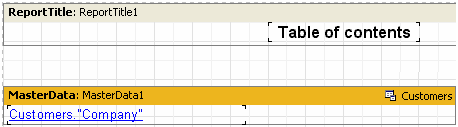 ReportTitle: ReportTitle1
Table of contents
MasterData: MasterData1 Customers
Customers."Company"